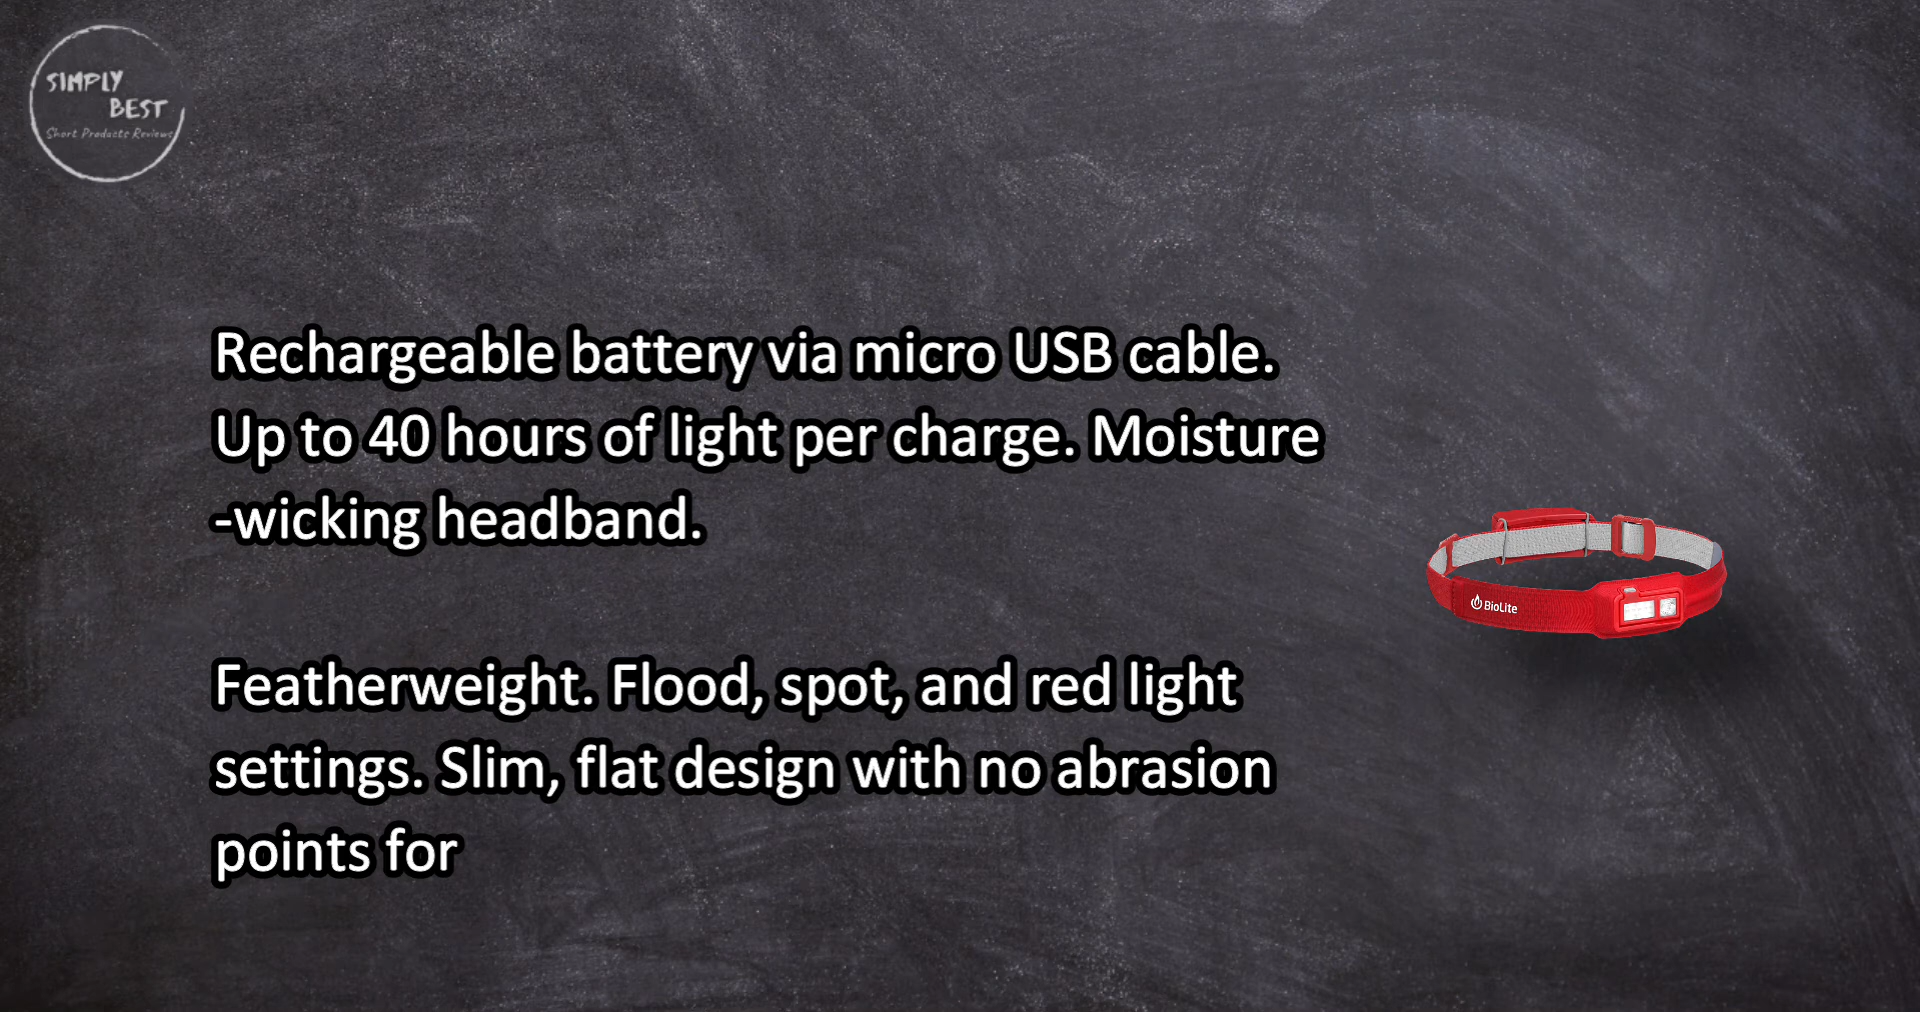 SIMPLY
BEST
Short Products Reviews
Rechargeable battery via micro USB cable.
Up to 40 hours of light per charge. Moisture
-wicking headband.
Featherweight. Flood, spot, and red light
settings. Slim, flat design with no abrasion
points for
BioLite